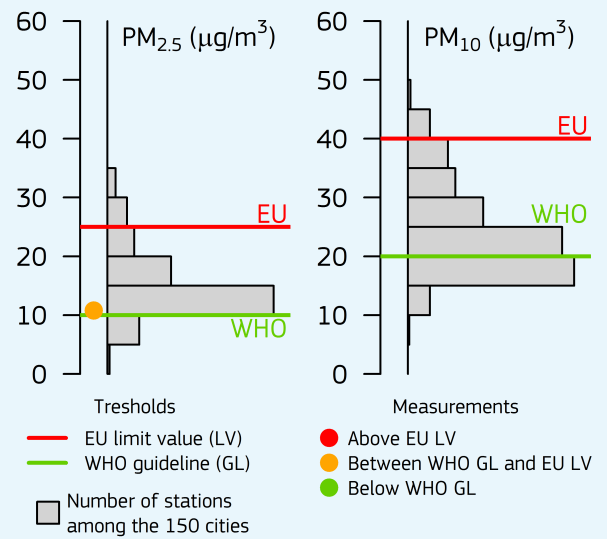 PM2.5 (μg/m³)
60
50
40
30
20
10
0
EU
WHO
PM10 (μg/m³)
60
50
40
30
20
10
0
EU
WHO
Tresholds
EU limit value (LV)
WHO guideline (GL)
Number of stations
among the 150 cities
Measurements
Above EU LV
Between WHO GL and EU LV
Below WHO GL